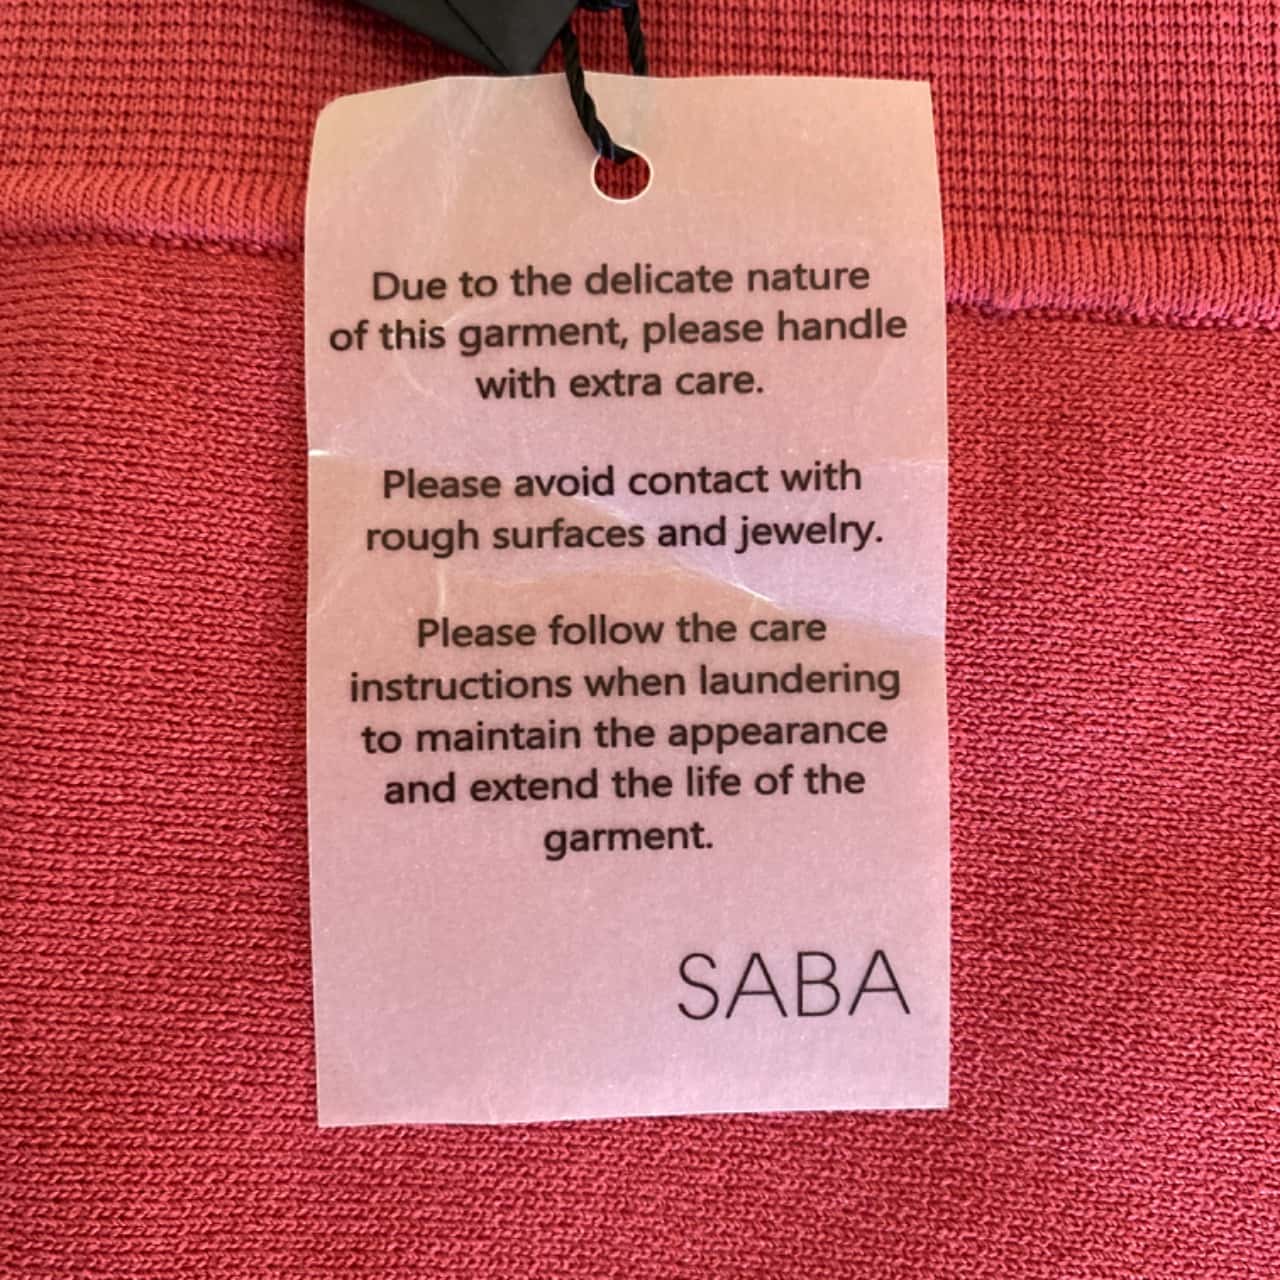 Due to the delicate nature
of this garment, please handle
with extra care.
Please avoid contact with
rough surfaces and jewelry.
Please follow the care
instructions when laundering
to maintain the appearance
and extend the life of the
garment.
SABA